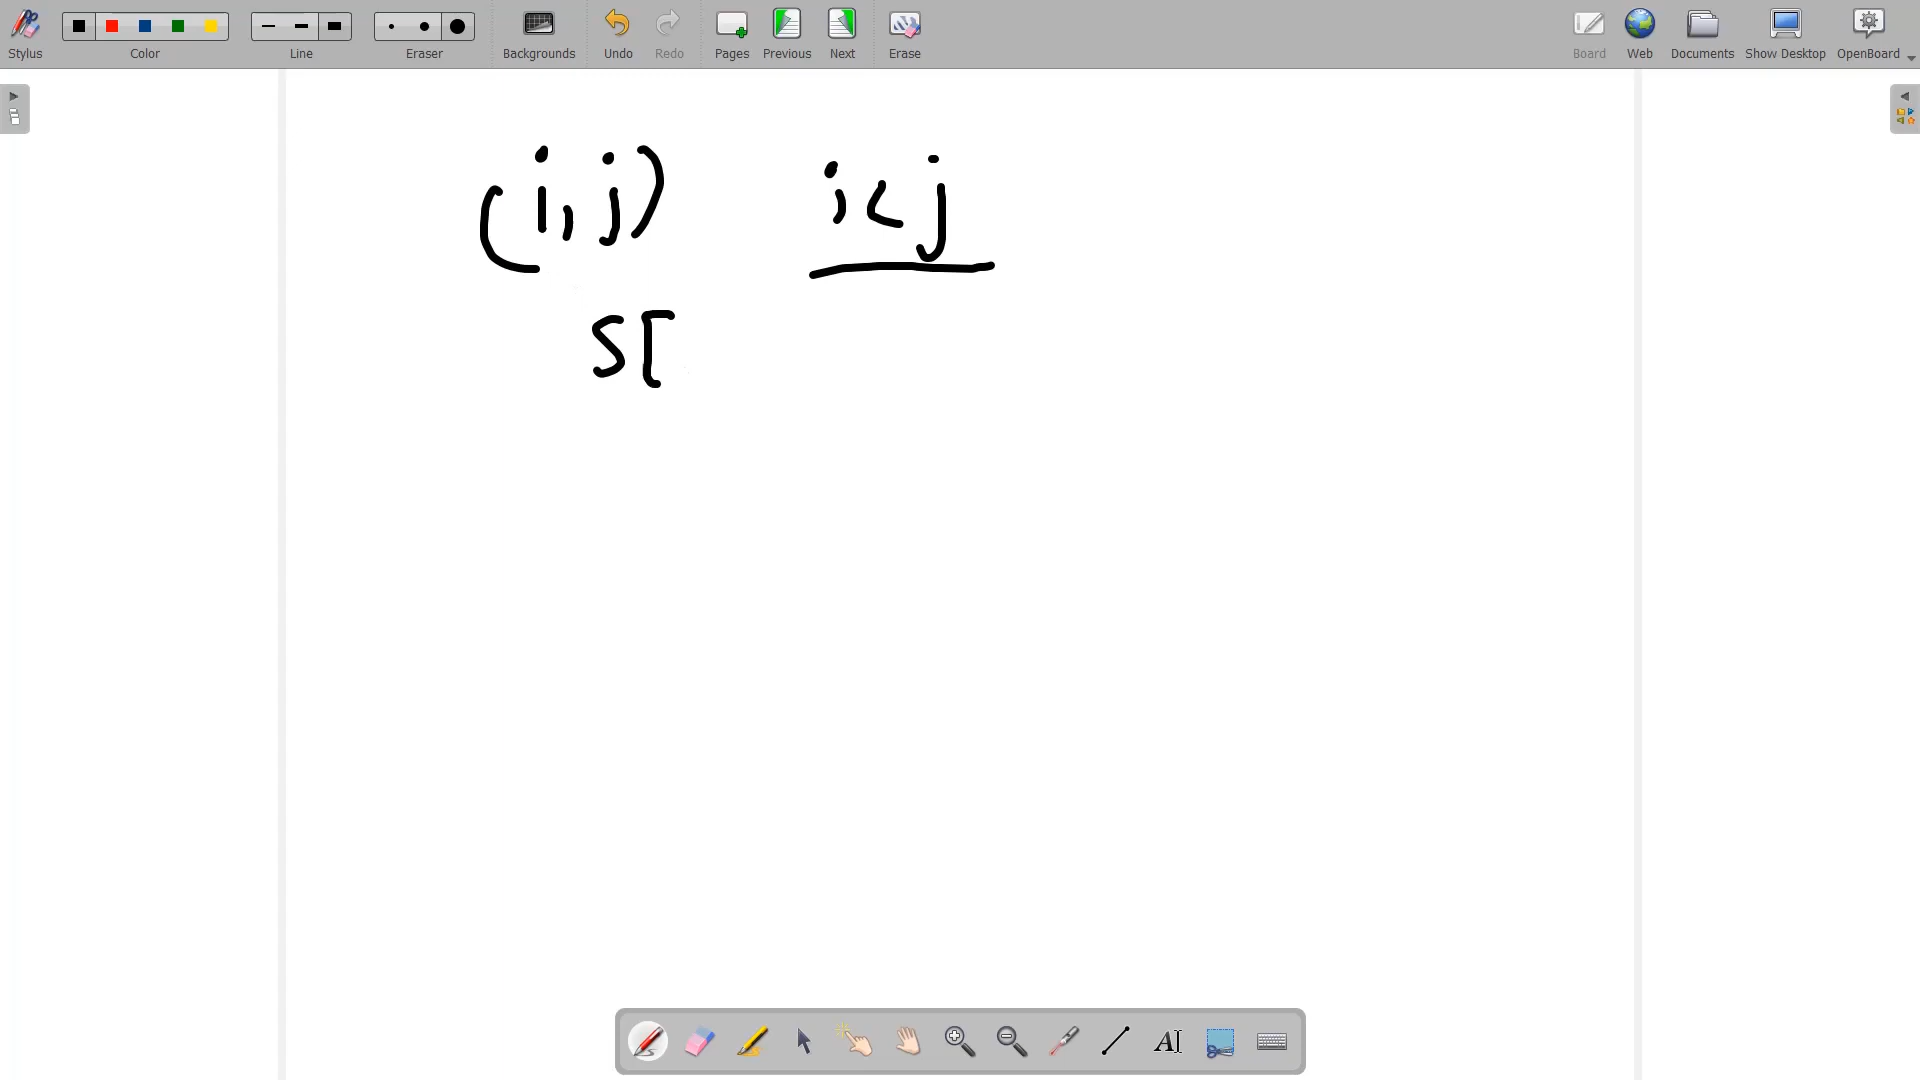 Stylus Color Line Eraser Backgrounds Undo Redo Pages Previous Next Erase Board Web Documents Show Desktop OpenBoard
(i,j) i<j
S[